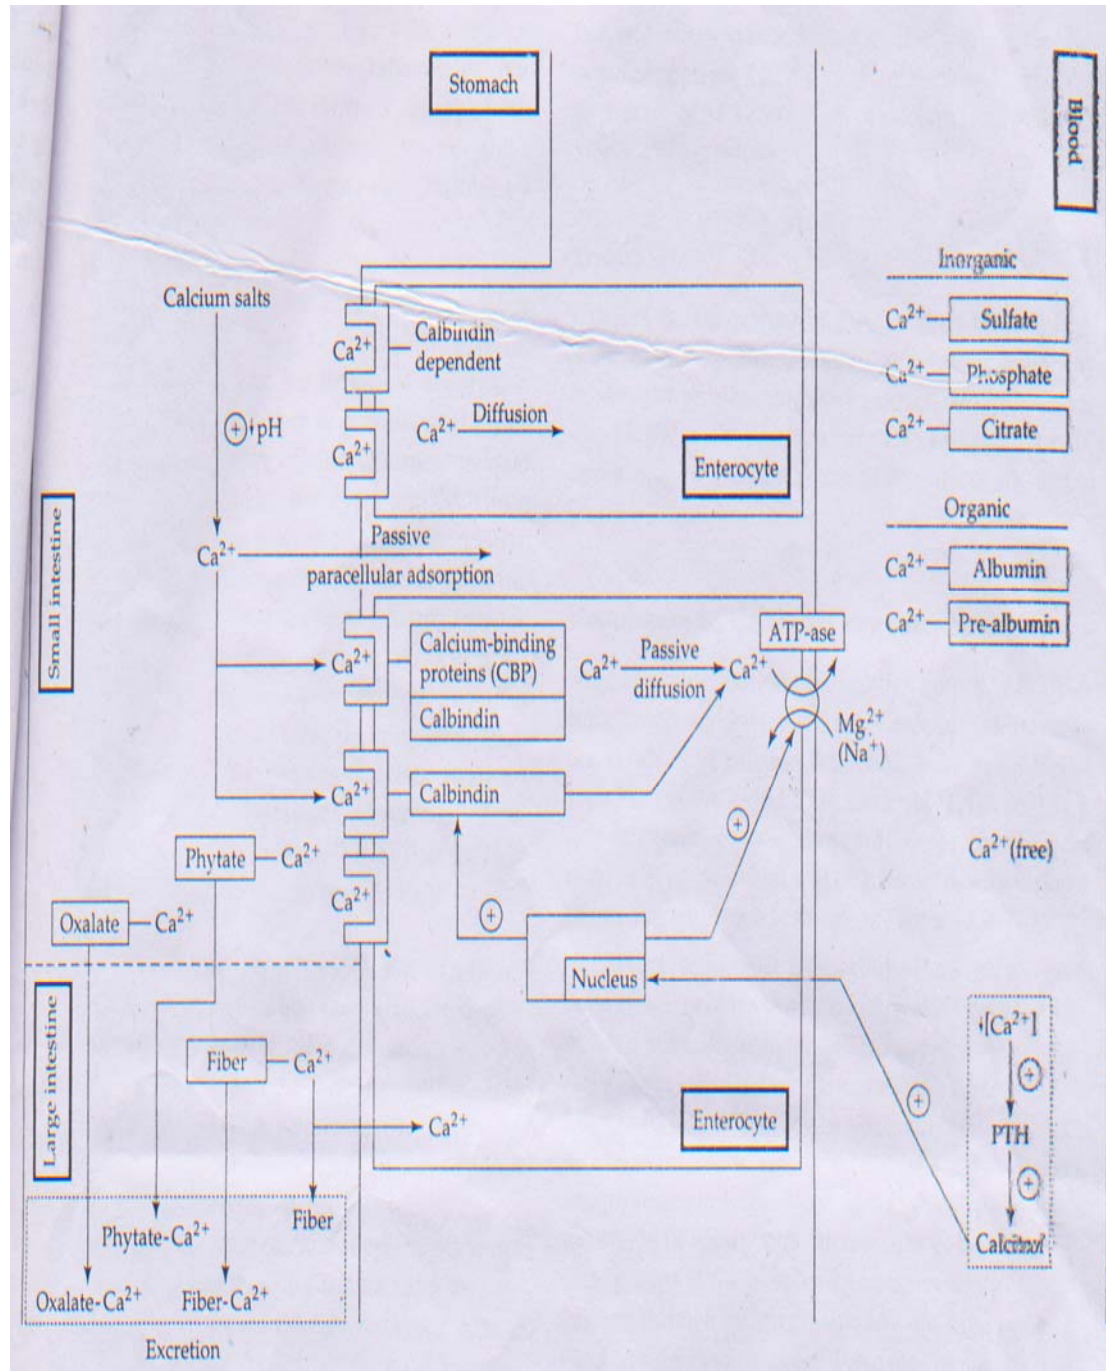 Stomach
Blood
Inorganic
Calcium salts
Ca2+
Calbindin
dependent
Ca2+ Sulfate
Ca2+ Phosphate
+ ↓pH
Ca2+
Ca2+ Diffusion
Ca2+ Citrate
Enterocyte
Small intestine
Organic
Ca2+
Passive
paracellular adsorption
Ca2+ Albumin
Ca2+ Pre-albumin
Ca2+
Calcium-binding
proteins (CBP)
Calbindin
Ca2+ Passive
diffusion
Ca2+
ATP-ase
Mg2+
(Na+)
Ca2+
Calbindin
+
Phytate Ca2+
Ca2+ (free)
Ca2+
Oxalate Ca2+
+
Nucleus
Large intestine
Fiber Ca2+
Ca2+
Enterocyte
+
↓[Ca2+]
+
PTH
+
Calcitriol
Fiber
Phytate-Ca2+
Oxalate-Ca2+ Fiber-Ca2+
Excretion